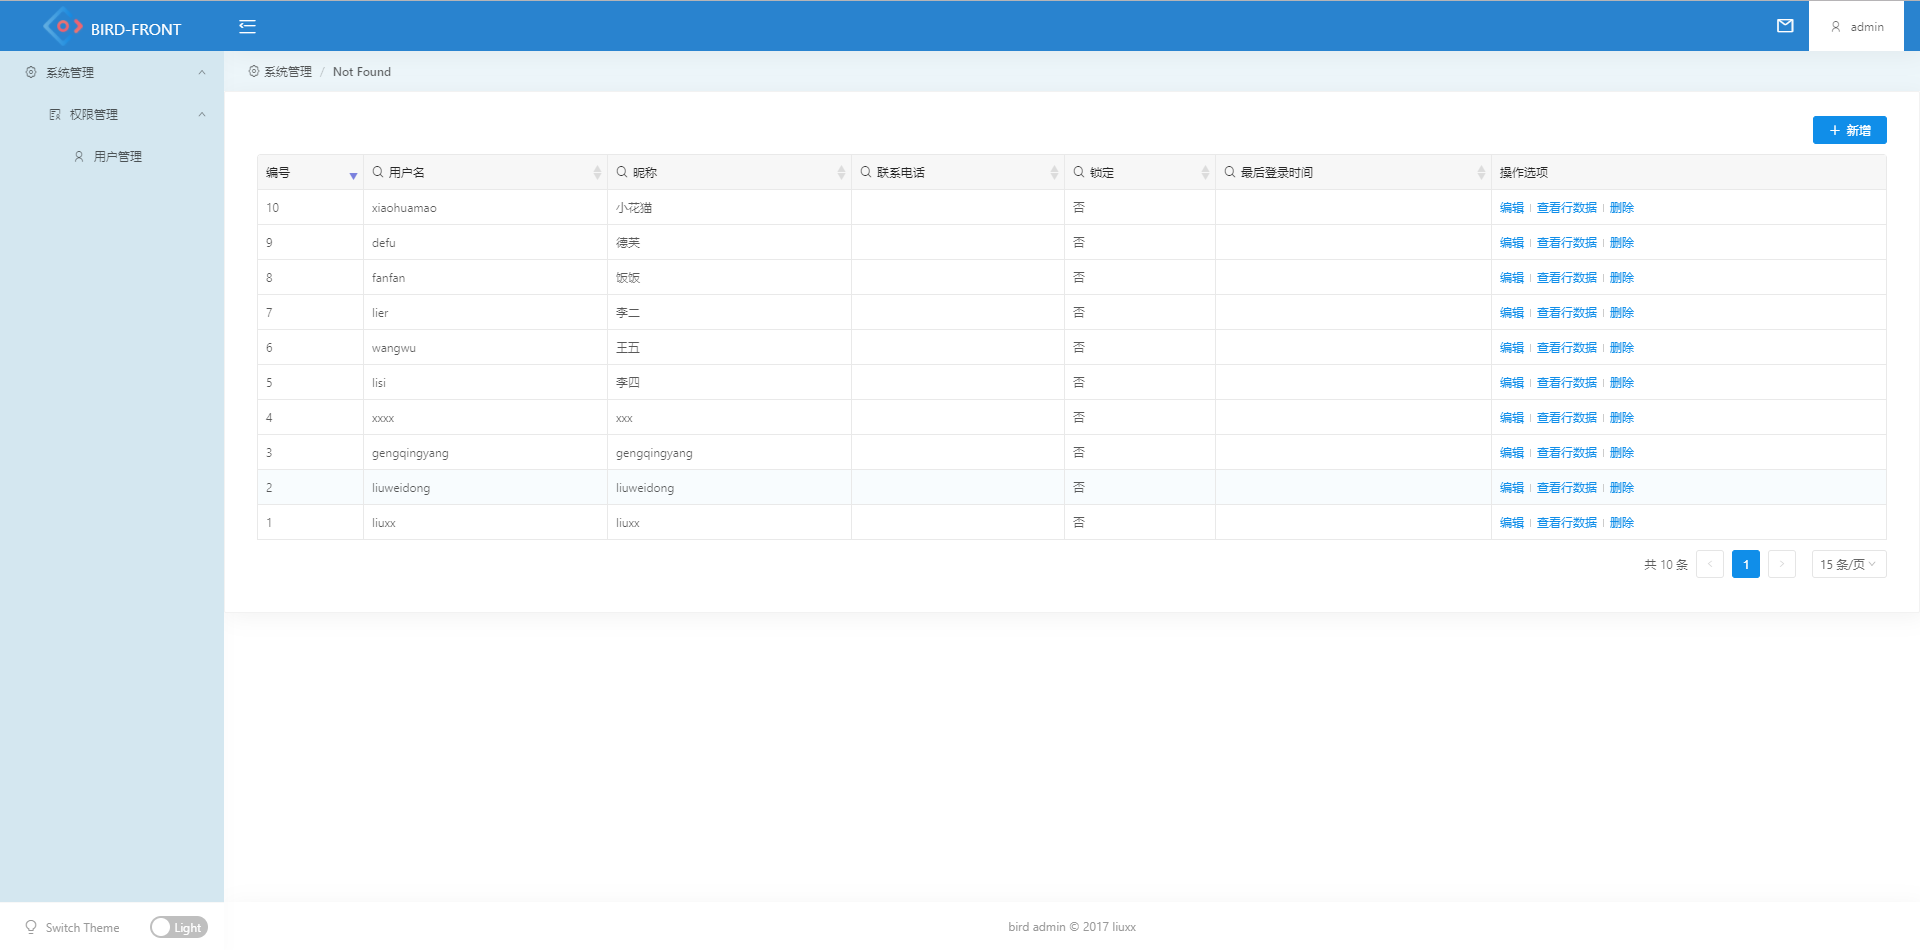 BIRD-FRONT
admin
系统管理
权限管理
用户管理
系统管理 / Not Found
新增
编号 用户名 昵称 联系电话 锁定 最后登录时间 操作选项
10 xiaohuamao 小花猫 否 编辑 查看行数据 删除
9 defu 德芙 否 编辑 查看行数据 删除
8 fanfan 饭饭 否 编辑 查看行数据 删除
7 lier 李二 否 编辑 查看行数据 删除
6 wangwu 王五 否 编辑 查看行数据 删除
5 lisi 李四 否 编辑 查看行数据 删除
4 xxxx xxx 否 编辑 查看行数据 删除
3 gengqingyang gengqingyang 否 编辑 查看行数据 删除
2 liuweidong liuweidong 否 编辑 查看行数据 删除
1 liuxx liuxx 否 编辑 查看行数据 删除
共 10 条 1 15 条/页
Switch Theme Light
bird admin © 2017 liuxx